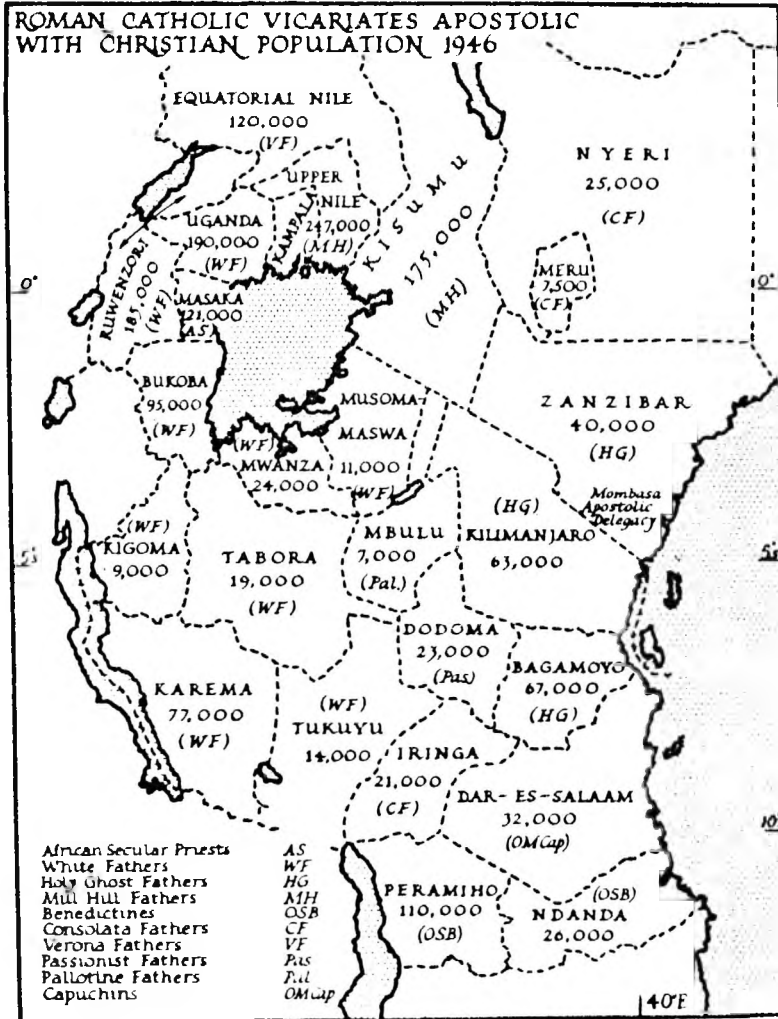 ROMAN CATHOLIC VICARIATES APOSTOLIC
WITH CHRISTIAN POPULATION 1946
EQUATORIAL NILE
120,000
(VF)
UPPER
NILE
247,000
(MH)
KAMPALA
UGANDA
190,000
(WF)
KISUMU
175,000
(MH)
NYERI
25,000
(CF)
MERU
7,500
(CF)
RUWENZORI
185,000
(WF)
0°
0°
MASAKA
121,000
(AS)
BUKOBA
95,000
(WF)
MUSOMA-
MASWA
11,000
(WF)
(WF)
MWANZA
24,000
ZANZIBAR
40,000
(HG)
Mombasa
Apostolic
Delegacy
(HG)
KILIMANJARO
63,000
(WF)
KIGOMA
9,000
TABORA
19,000
(WF)
MBULU
7,000
(Pal.)
5°
5°
DODOMA
23,000
(Pas)
BAGAMOYO
67,000
(HG)
KAREMA
77,000
(WF)
(WF)
TUKUYU
14,000
IRINGA
21,000
(CF)
DAR-ES-SALAAM
32,000
(OMCap)
10°
PERAMIHO
110,000
(OSB)
(OSB)
NDANDA
26,000
African Secular Priests AS
White Fathers WF
Holy Ghost Fathers HG
Mill Hill Fathers MH
Benedictines OSB
Consolata Fathers CF
Verona Fathers VF
Passionist Fathers Pas
Pallotine Fathers Pal
Capuchins OMCap
40°E